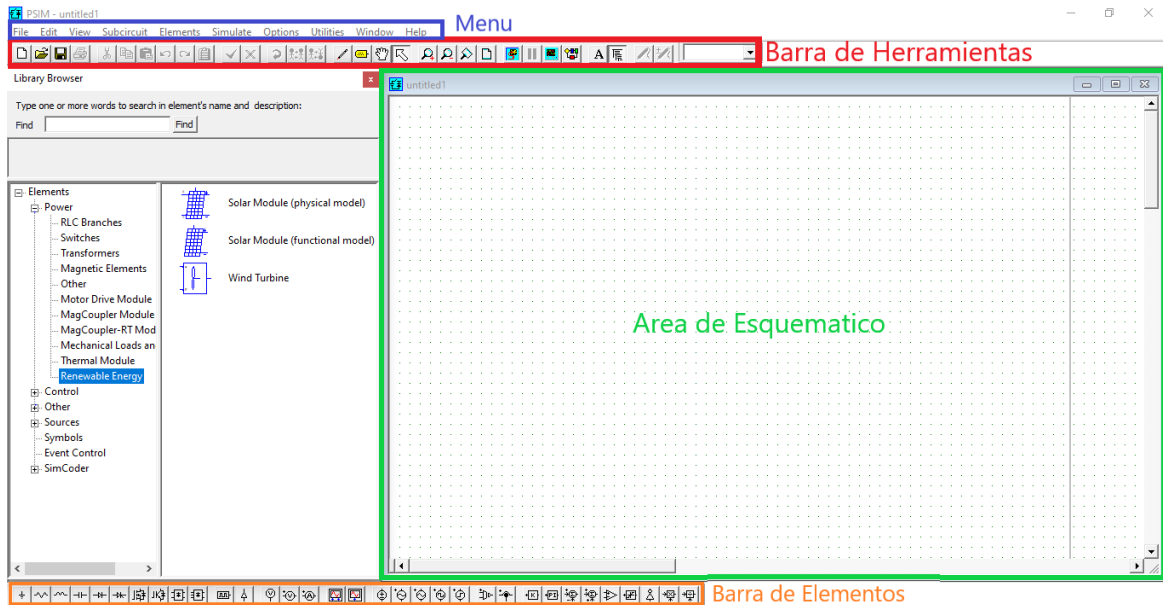 PSIM - untitled1
Menu
File Edit View Subcircuit Elements Simulate Options Utilities Window Help
Barra de Herramientas
Library Browser
untitled1
Type one or more words to search in element's name and description:
Find
Find
Elements
Power
RLC Branches
Switches
Transformers
Magnetic Elements
Other
Motor Drive Module
MagCoupler Module
MagCoupler-RT Mod
Mechanical Loads an
Thermal Module
Renewable Energy
Control
Other
Sources
Symbols
Event Control
SimCoder
Solar Module (physical model)
Solar Module (functional model)
Wind Turbine
Area de Esquematico
Barra de Elementos